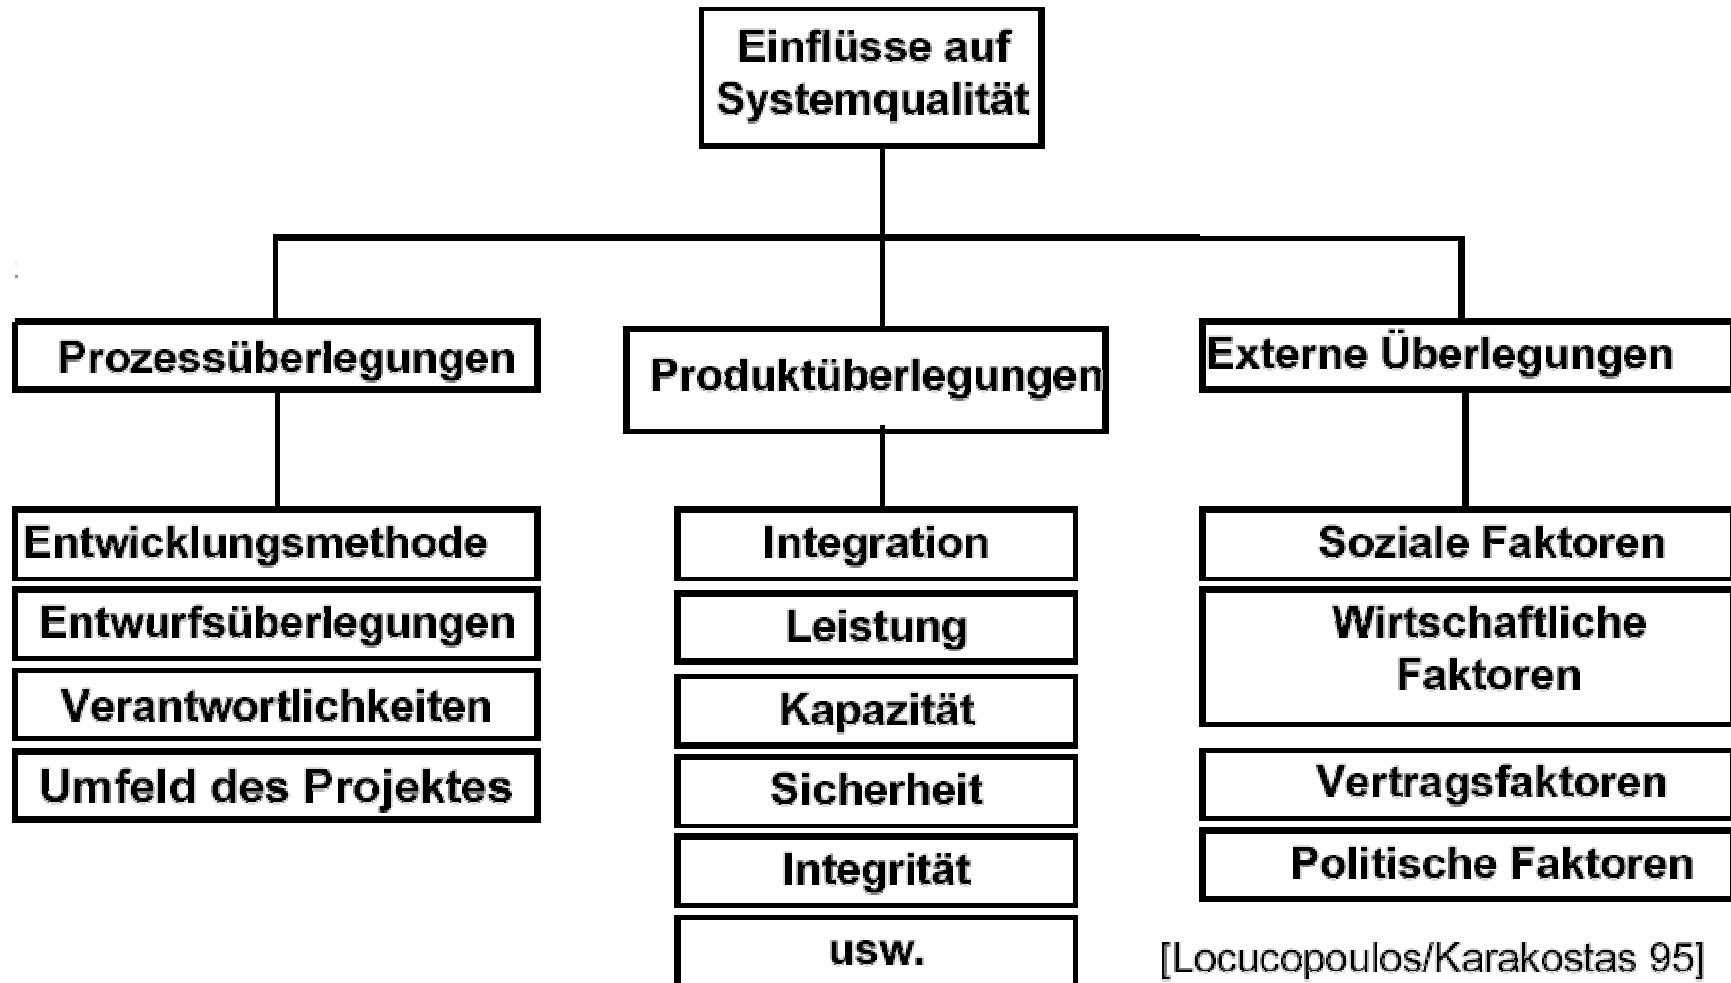 Einflüsse auf
Systemqualität
Prozessüberlegungen
Produktüberlegungen
Externe Überlegungen
Entwicklungsmethode
Entwurfsüberlegungen
Verantwortlichkeiten
Umfeld des Projektes
Integration
Leistung
Kapazität
Sicherheit
Integrität
usw.
Soziale Faktoren
Wirtschaftliche
Faktoren
Vertragsfaktoren
Politische Faktoren
[Locucopoulos/Karakostas 95]